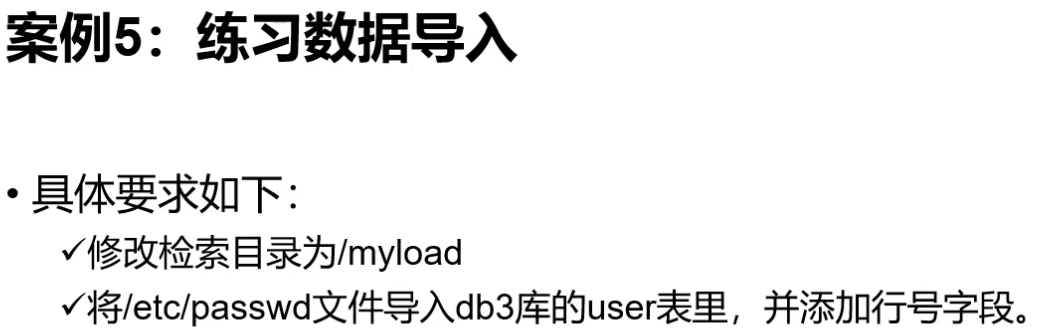 案例5：练习数据导入
• 具体要求如下：
✓修改检索目录为/myload
✓将/etc/passwd文件导入db3库的user表里，并添加行号字段。